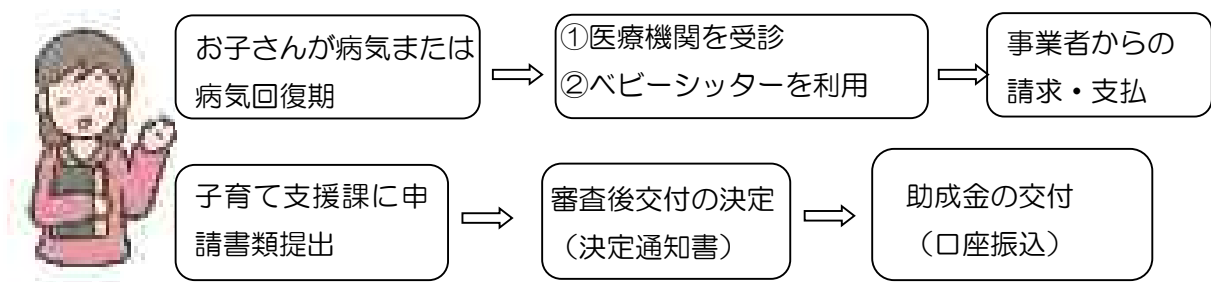 お子さんが病気または
病気回復期
①医療機関を受診
②ベビーシッターを利用
事業者からの
請求・支払
子育て支援課に申
請書類提出
審査後交付の決定
（決定通知書）
助成金の交付
（口座振込）